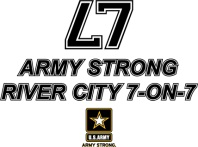 L7
ARMY STRONG
RIVER CITY 7-ON-7
U.S. ARMY
ARMY STRONG.